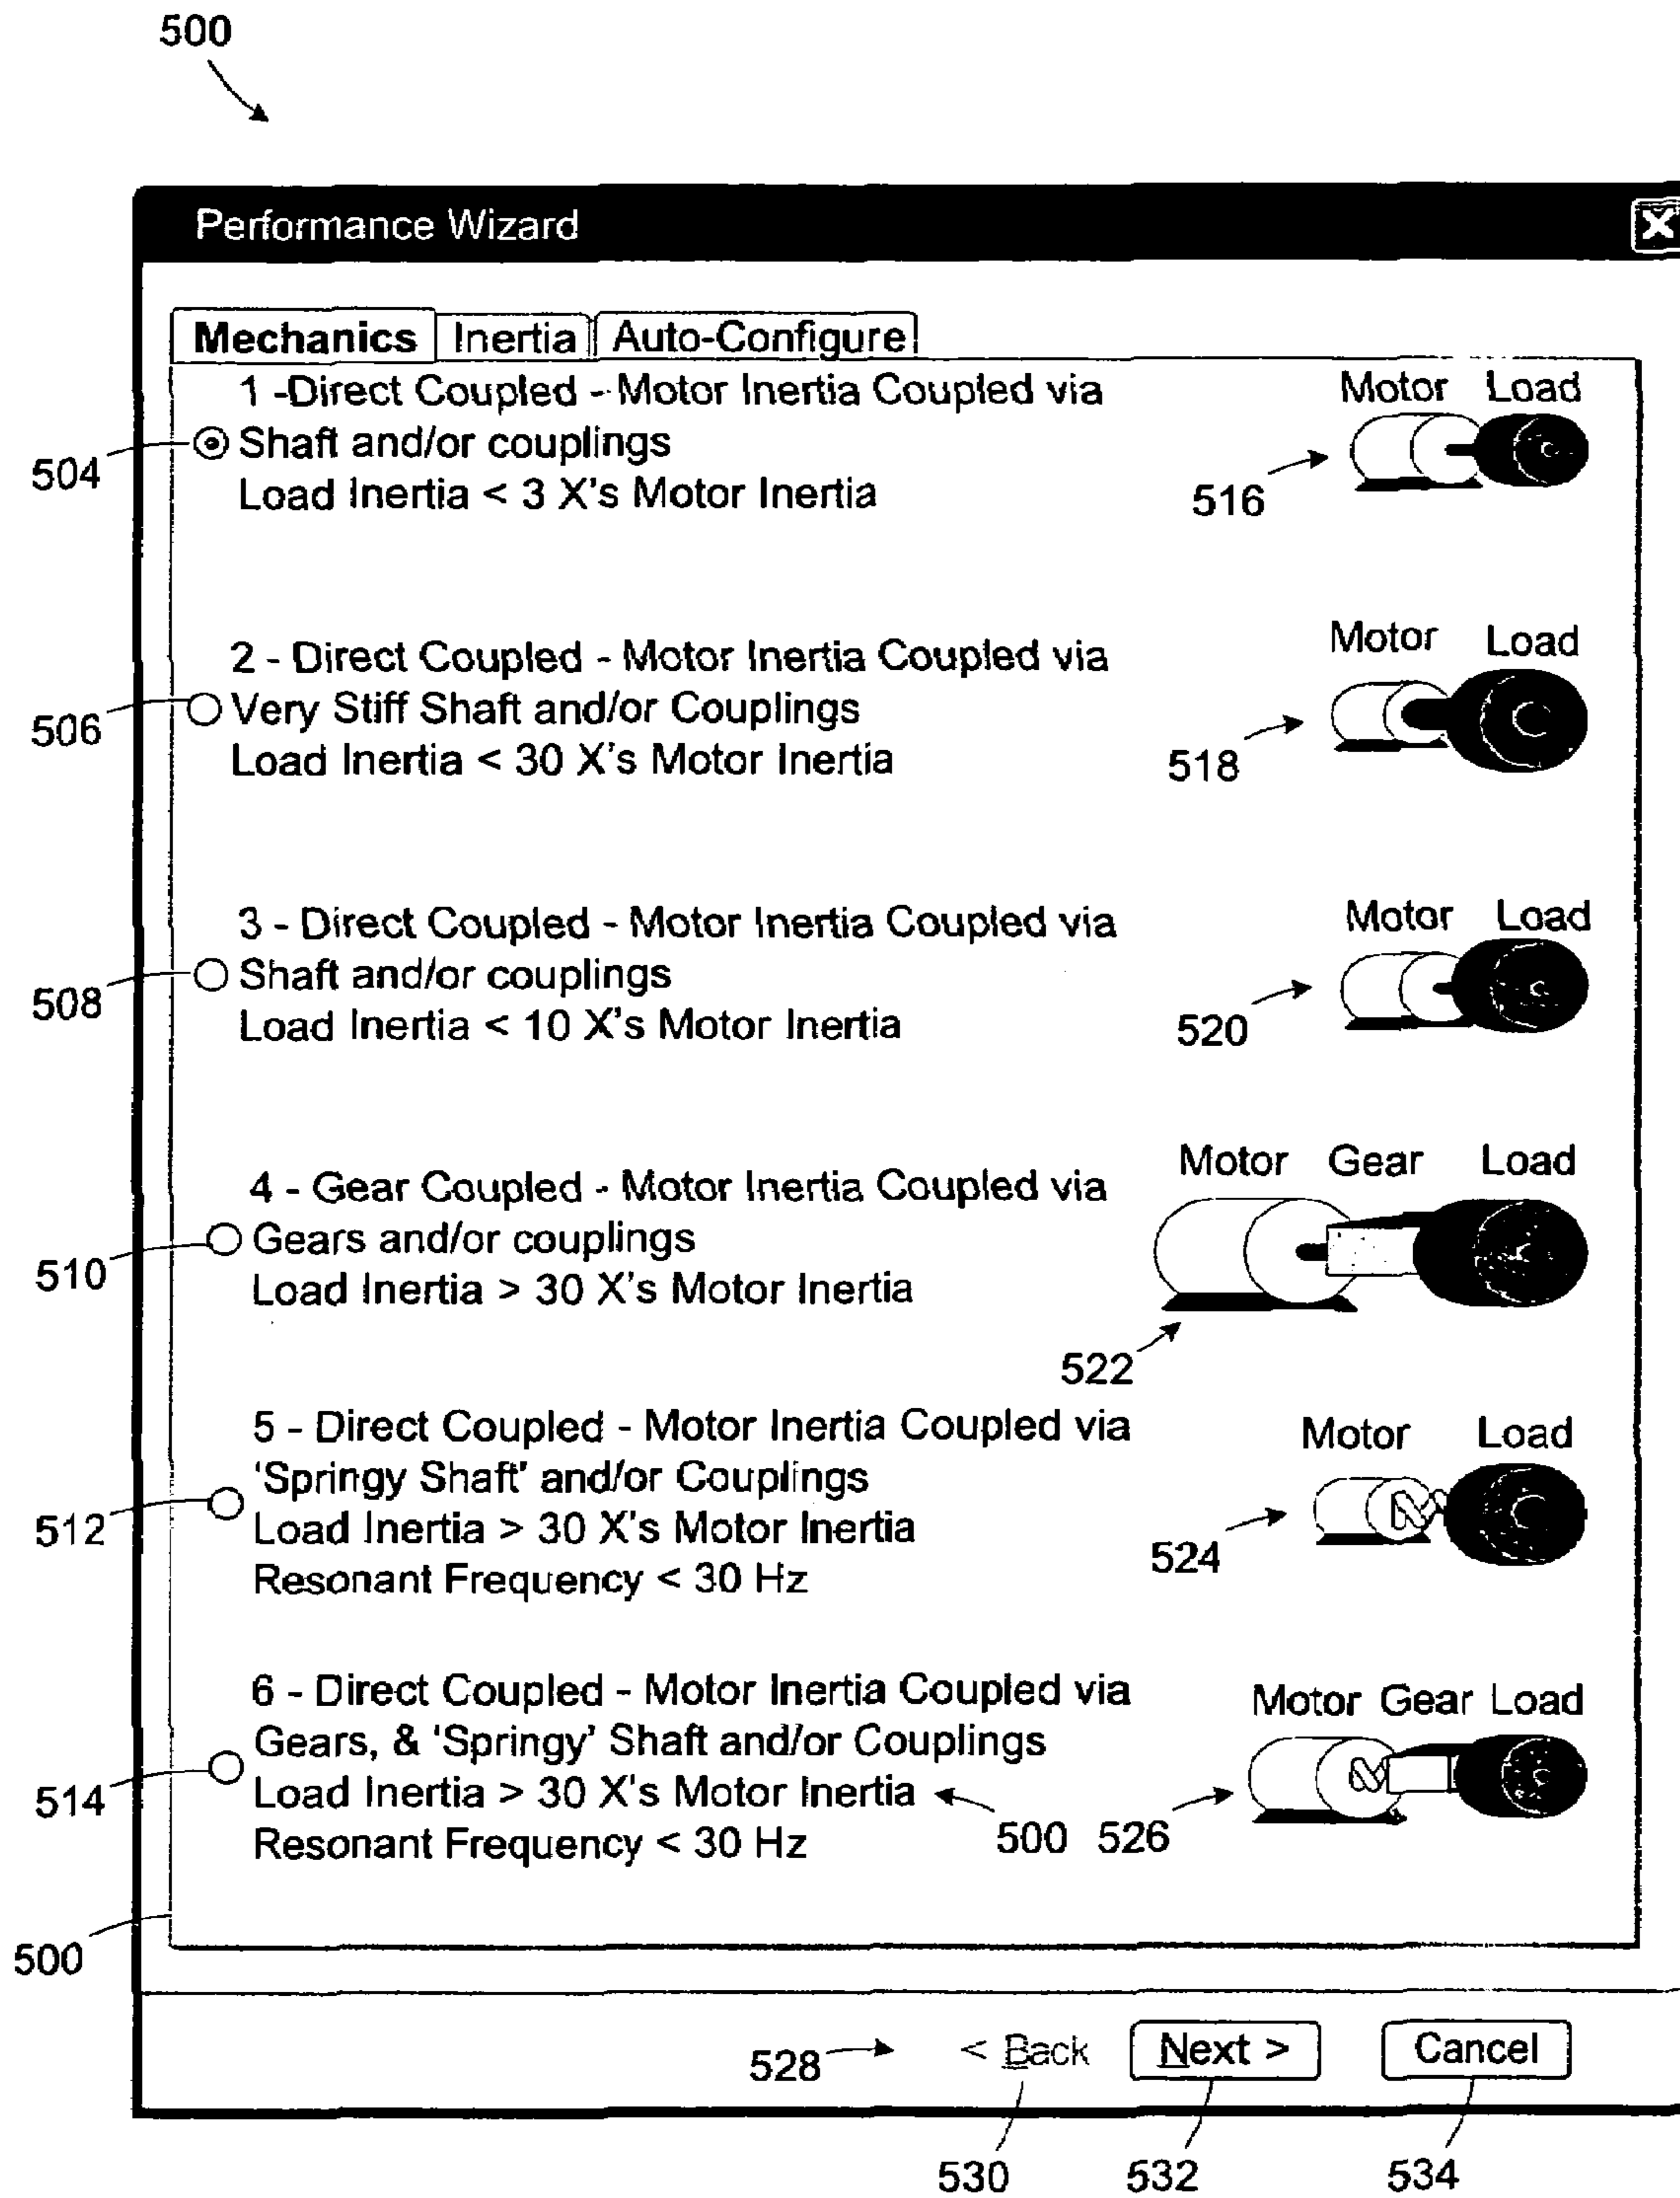 500
Performance Wizard
Mechanics Inertia Auto-Configure
1 -Direct Coupled - Motor Inertia Coupled via
Shaft and/or couplings
Load Inertia < 3 X's Motor Inertia
504
Motor Load
516
2 - Direct Coupled - Motor Inertia Coupled via
Very Stiff Shaft and/or Couplings
Load Inertia < 30 X's Motor Inertia
506
Motor Load
518
3 - Direct Coupled - Motor Inertia Coupled via
Shaft and/or couplings
Load Inertia < 10 X's Motor Inertia
508
Motor Load
520
4 - Gear Coupled - Motor Inertia Coupled via
Gears and/or couplings
Load Inertia > 30 X's Motor Inertia
510
Motor Gear Load
522
5 - Direct Coupled - Motor Inertia Coupled via
'Springy Shaft' and/or Couplings
Load Inertia > 30 X's Motor Inertia
Resonant Frequency < 30 Hz
512
Motor Load
524
6 - Direct Coupled - Motor Inertia Coupled via
Gears, & 'Springy' Shaft and/or Couplings
Load Inertia > 30 X's Motor Inertia
Resonant Frequency < 30 Hz
514
500
Motor Gear Load
526
500
528
< Back Next > Cancel
530 532 534